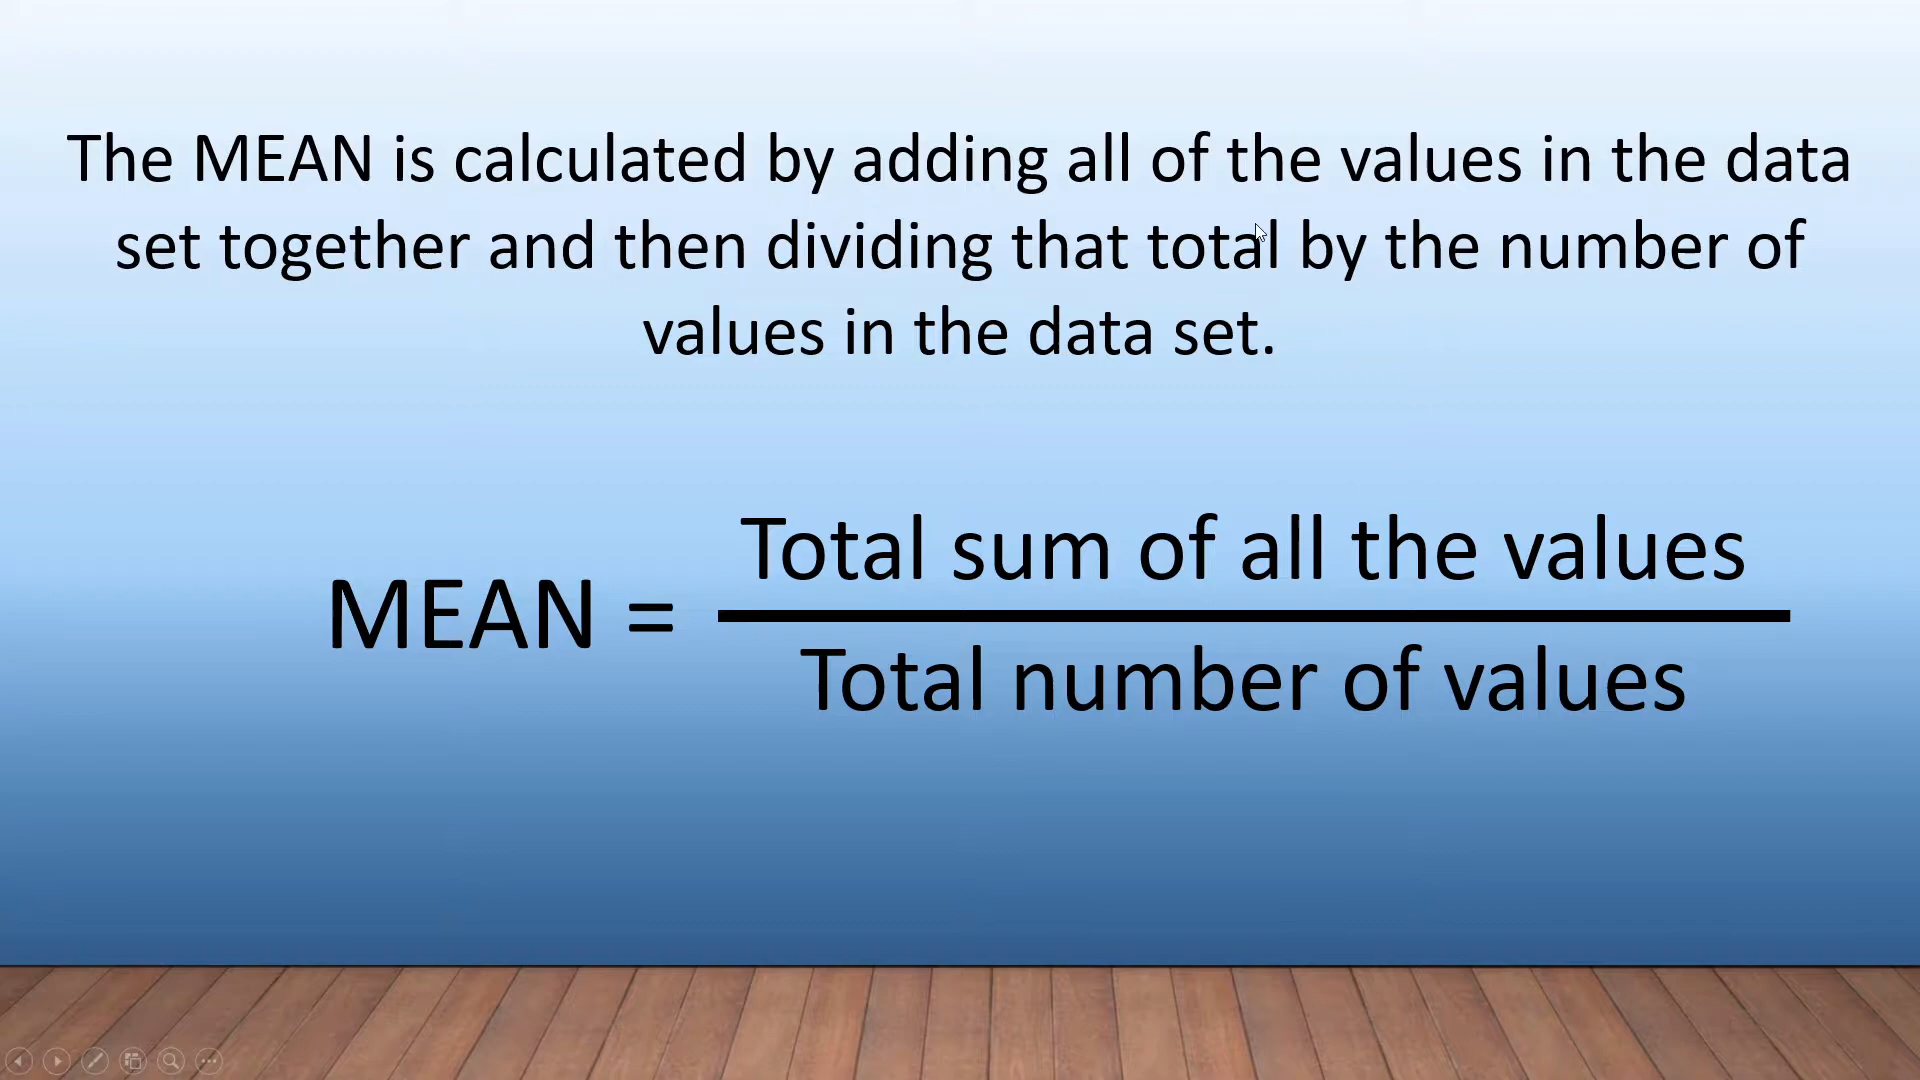 The MEAN is calculated by adding all of the values in the data
set together and then dividing that total by the number of
values in the data set.
MEAN =
Total sum of all the values
Total number of values